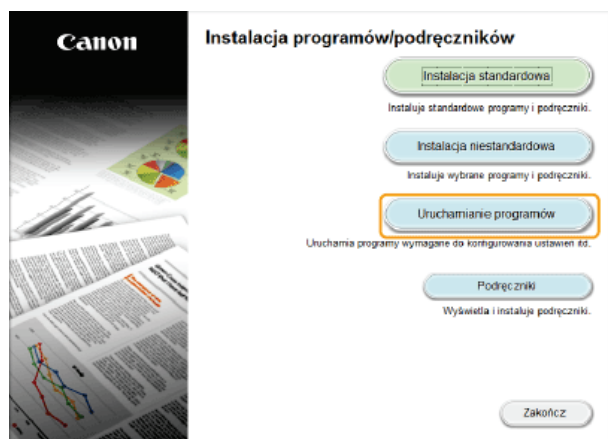 Canon
Instalacja programów/podręczników
Instalacja standardowa
Instaluje standardowe programy i podręczniki.
Instalacja niestandardowa
Instaluje wybrane programy i podręczniki.
Uruchamianie programów
Uruchamia programy wymagane do konfigurowania ustawień itd.
Podręczniki
Wyświetla i instaluje podręczniki.
Zakończ